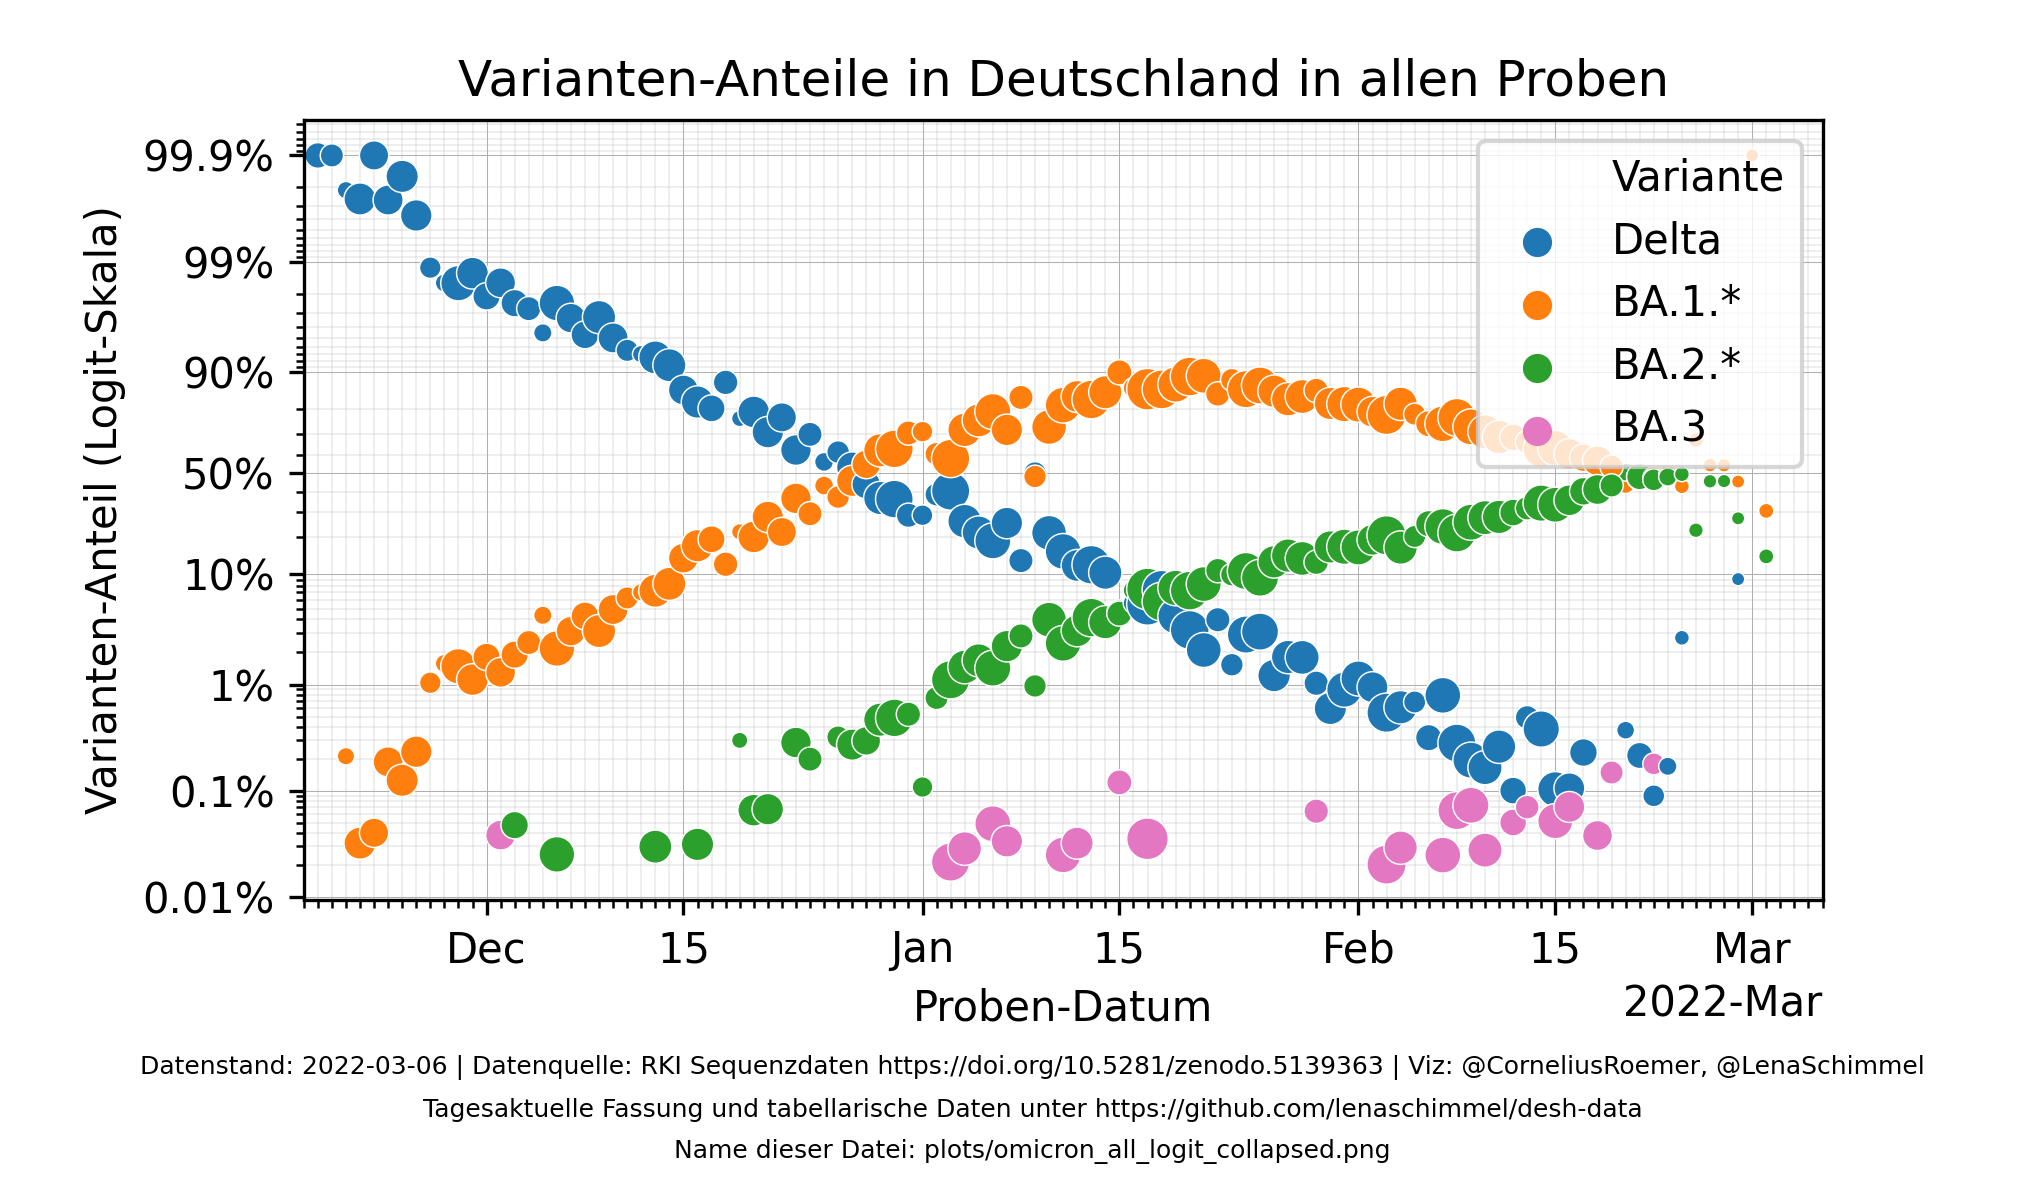 Varianten-Anteile in Deutschland in allen Proben
Varianten-Anteil (Logit-Skala)
99.9%
99%
90%
50%
10%
1%
0.1%
0.01%
Variante
Delta
BA.1.*
BA.2.*
BA.3
Dec 15 Jan 15 Feb 15 Mar
2022-Mar
Proben-Datum
Datenstand: 2022-03-06 | Datenquelle: RKI Sequenzdaten https://doi.org/10.5281/zenodo.5139363 | Viz: @CorneliusRoemer, @LenaSchimmel
Tagesaktuelle Fassung und tabellarische Daten unter https://github.com/lenaschimmel/desh-data
Name dieser Datei: plots/omicron_all_logit_collapsed.png